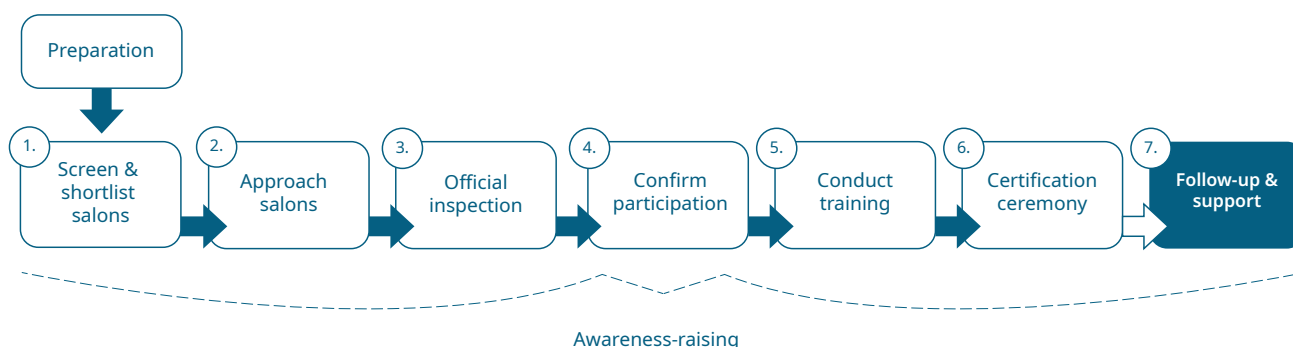 Preparation
1.
Screen &
shortlist
salons
2.
Approach
salons
3.
Official
inspection
4.
Confirm
participation
5.
Conduct
training
6.
Certification
ceremony
7.
Follow-up &
support
Awareness-raising